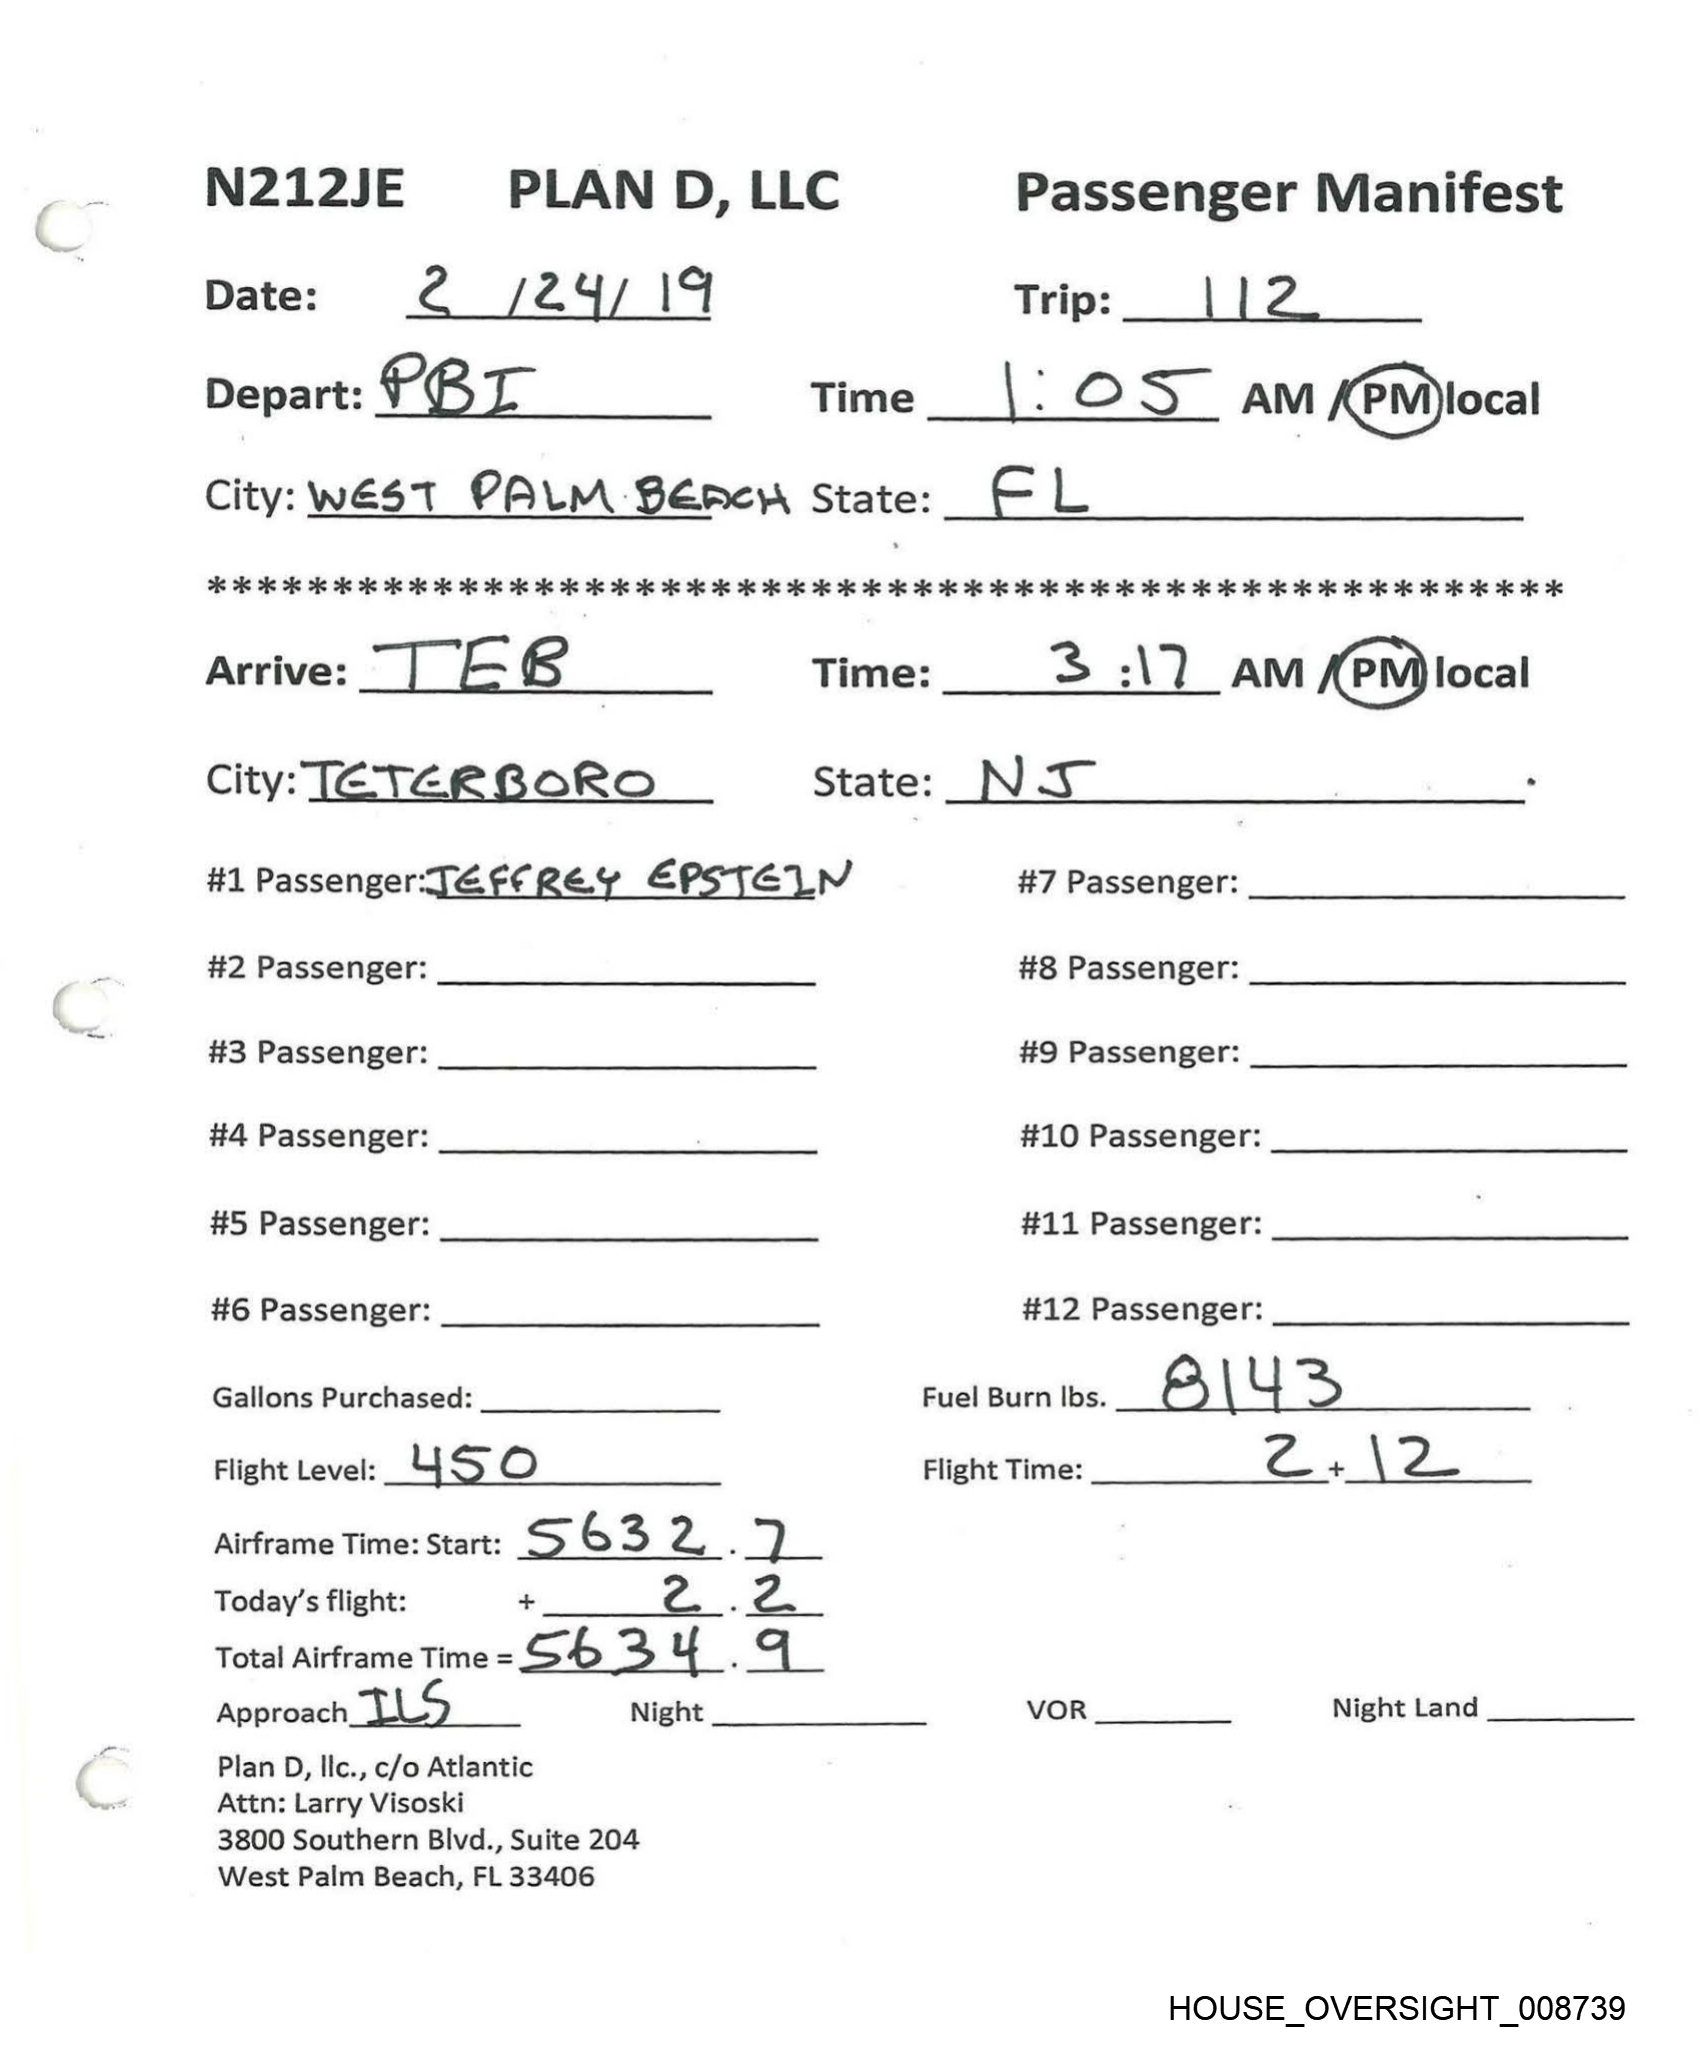 N212JE PLAN D, LLC Passenger Manifest
Date: 2 /24/ 19 Trip: 112
Depart: PBI Time 1:05 AM / PM local
City: WEST PALM BEACH State: FL
******************************************************
Arrive: TEB Time: 3:17 AM / PM local
City: TETERBORO State: NJ
#1 Passenger: JEFFREY EPSTEIN #7 Passenger:
#2 Passenger: #8 Passenger:
#3 Passenger: #9 Passenger:
#4 Passenger: #10 Passenger:
#5 Passenger: #11 Passenger:
#6 Passenger: #12 Passenger:
Gallons Purchased: Fuel Burn lbs. 8143
Flight Level: 450 Flight Time: 2 + 12
Airframe Time: Start: 5632.7
Today's flight: + 2.2
Total Airframe Time = 5634.9
Approach ILS Night VOR Night Land
Plan D, llc., c/o Atlantic
Attn: Larry Visoski
3800 Southern Blvd., Suite 204
West Palm Beach, FL 33406
HOUSE_OVERSIGHT_008739